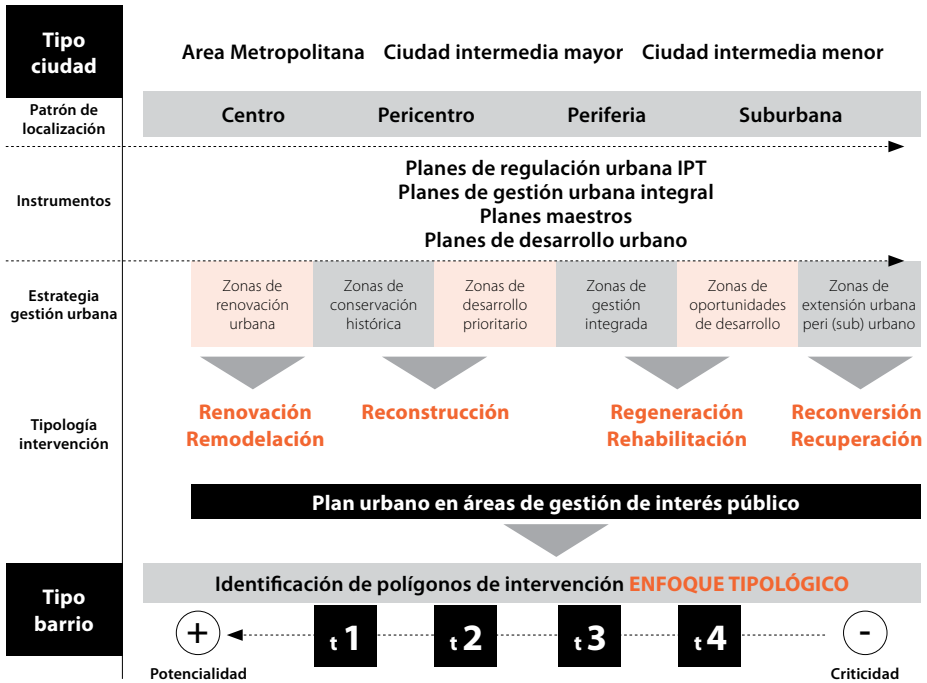 Tipo
ciudad
Area Metropolitana Ciudad intermedia mayor Ciudad intermedia menor
Patrón de
localización
Centro Pericentro Periferia Suburbana
Instrumentos
Planes de regulación urbana IPT
Planes de gestión urbana integral
Planes maestros
Planes de desarrollo urbano
Estrategia
gestión urbana
Zonas de
renovación
urbana
Zonas de
conservación
histórica
Zonas de
desarrollo
prioritario
Zonas de
gestión
integrada
Zonas de
oportunidades
de desarrollo
Zonas de
extensión urbana
peri (sub) urbano
Tipología
intervención
Renovación
Remodelación
Reconstrucción
Regeneración
Rehabilitación
Reconversión
Recuperación
Plan urbano en áreas de gestión de interés público
Tipo
barrio
Identificación de polígonos de intervención ENFOQUE TIPOLÓGICO
+ t 1 t 2 t 3 t 4 -
Potencialidad Criticidad